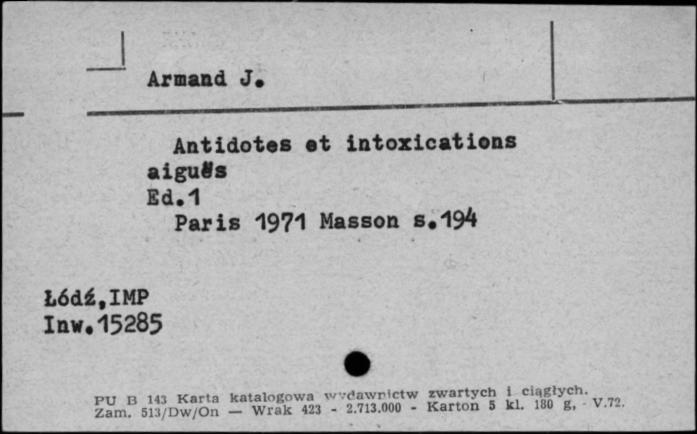 Armand J.
Antidotes et intoxications
aiguës
Ed.1
Paris 1971 Masson s.194
Łódź,IMP
Inw.15285
PU B 143 Karta katalogowa wydawnictw zwartych i ciągłych.
Zam. 513/Dw/On — Wrak 423 - 2.713.000 - Karton 5 kl. 180 g, - V.72.